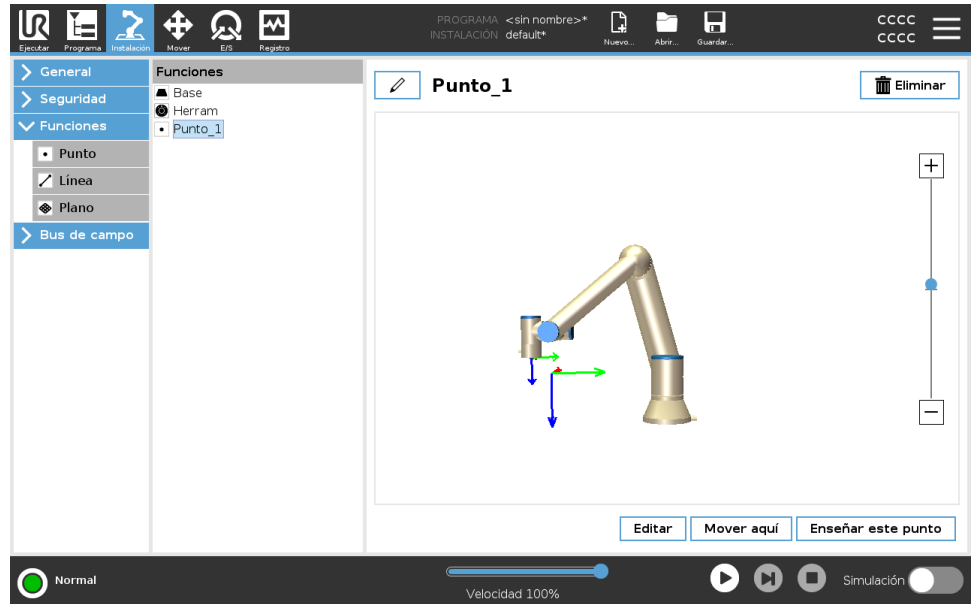 UR
Ejecutar Programa Instalación Mover E/S Registro
PROGRAMA <sin nombre>*
INSTALACIÓN default*
Nuevo... Abrir... Guardar...
cccc
cccc
General
Seguridad
Funciones
Punto
Línea
Plano
Bus de campo
Funciones
Base
Herram
Punto_1
Punto_1
Eliminar
Editar
Mover aquí
Enseñar este punto
Normal
Velocidad 100%
Simulación